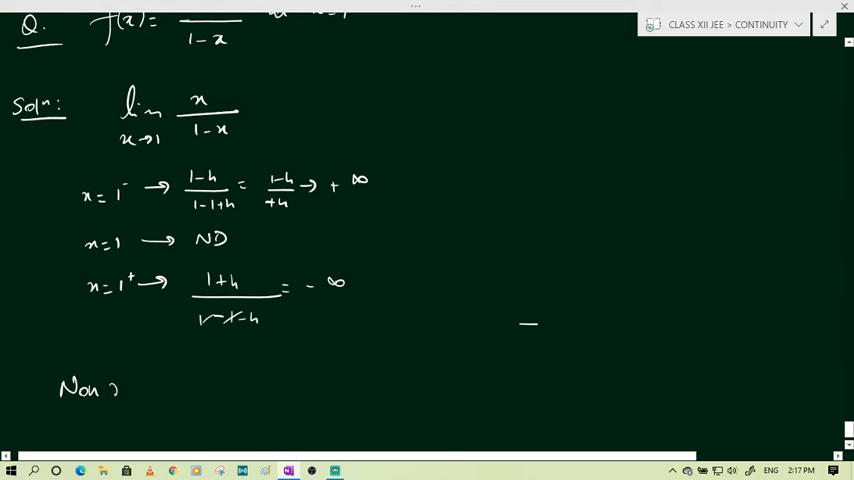 CLASS XII JEE > CONTINUITY
Q. f(x) = 
1-x
Solⁿ: lim x→1 x/(1-x)
x=1⁻ → (1-h)/(1-1+h) = (1-h)/(+h) → + ∞
x=1 → ND
x=1⁺ → (1+h)/(1-1-h) = - ∞
Non
ENG 2:17 PM